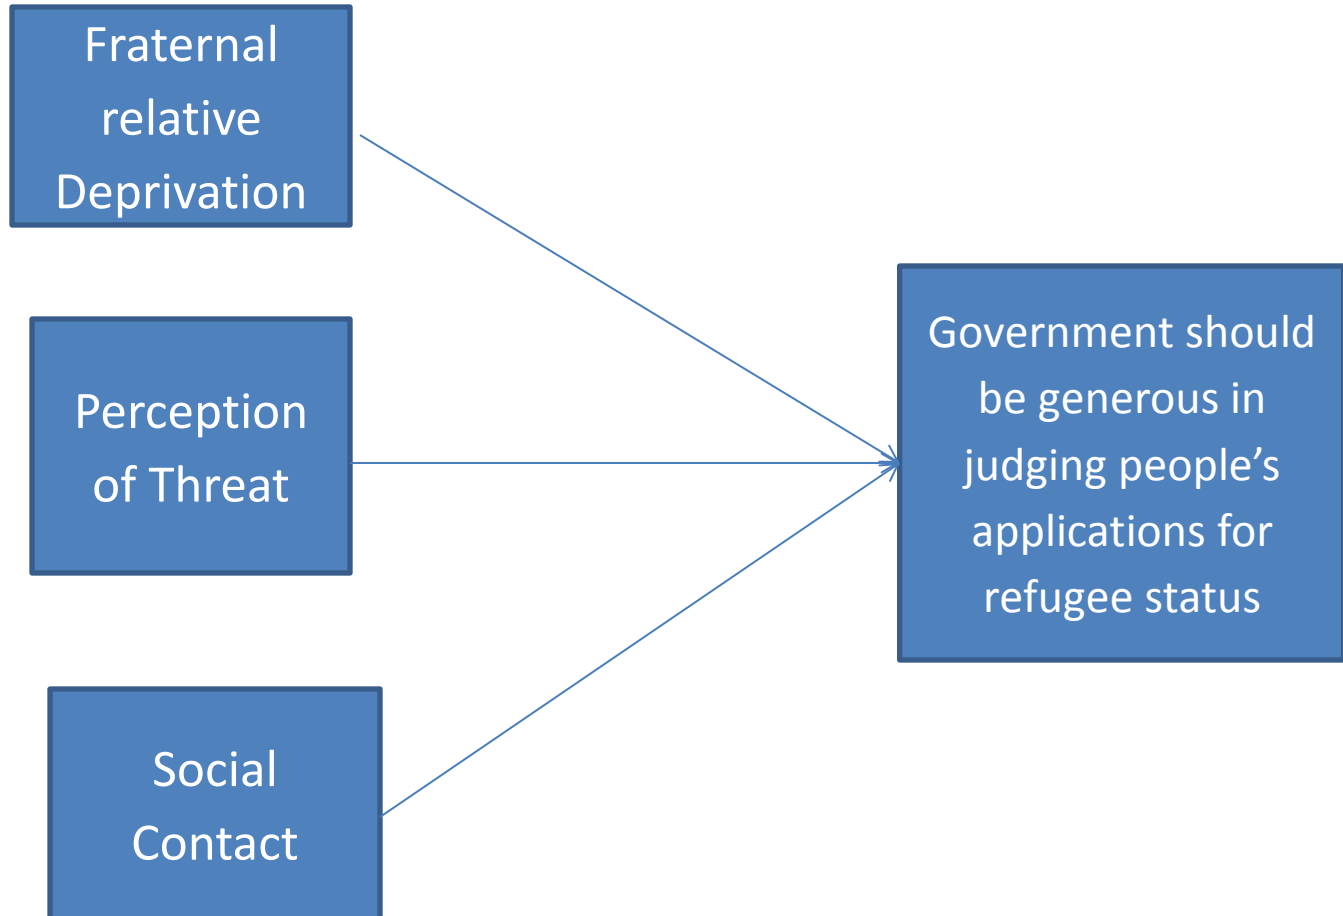 Fraternal
relative
Deprivation
Perception
of Threat
Social
Contact
Government should
be generous in
judging people’s
applications for
refugee status